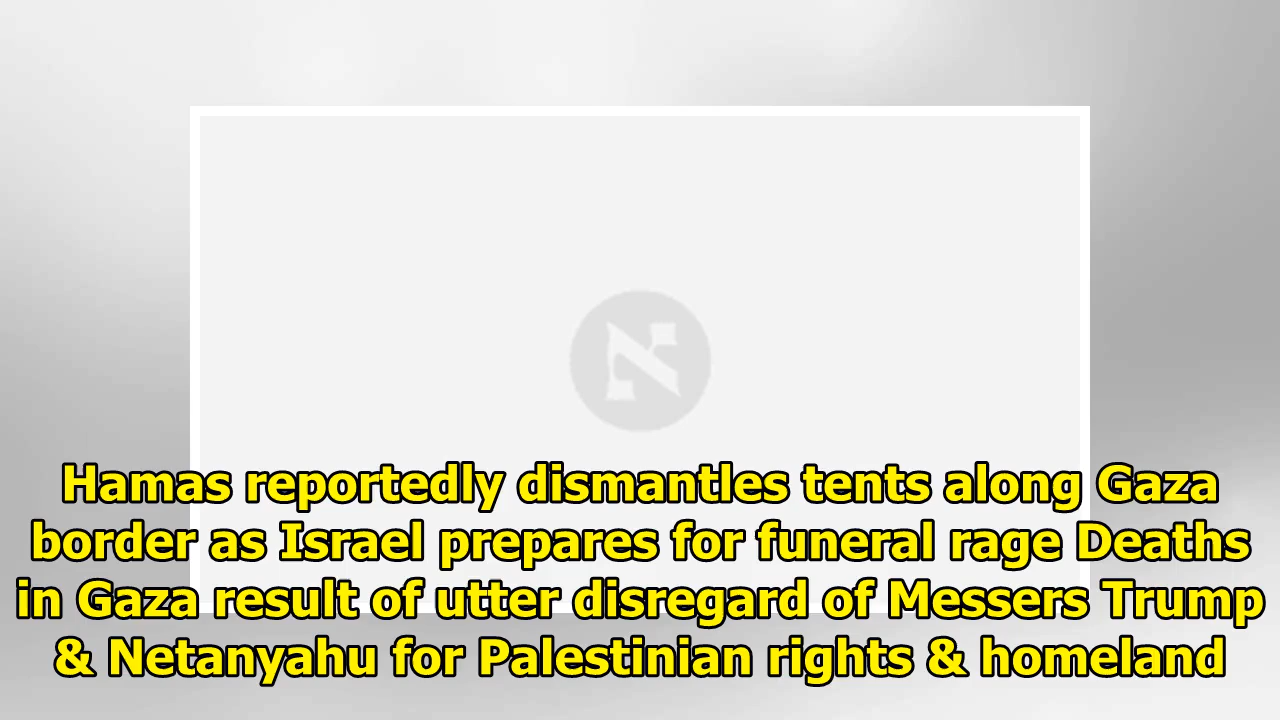 א
Hamas reportedly dismantles tents along Gaza
border as Israel prepares for funeral rage Deaths
in Gaza result of utter disregard of Messers Trump
& Netanyahu for Palestinian rights & homeland